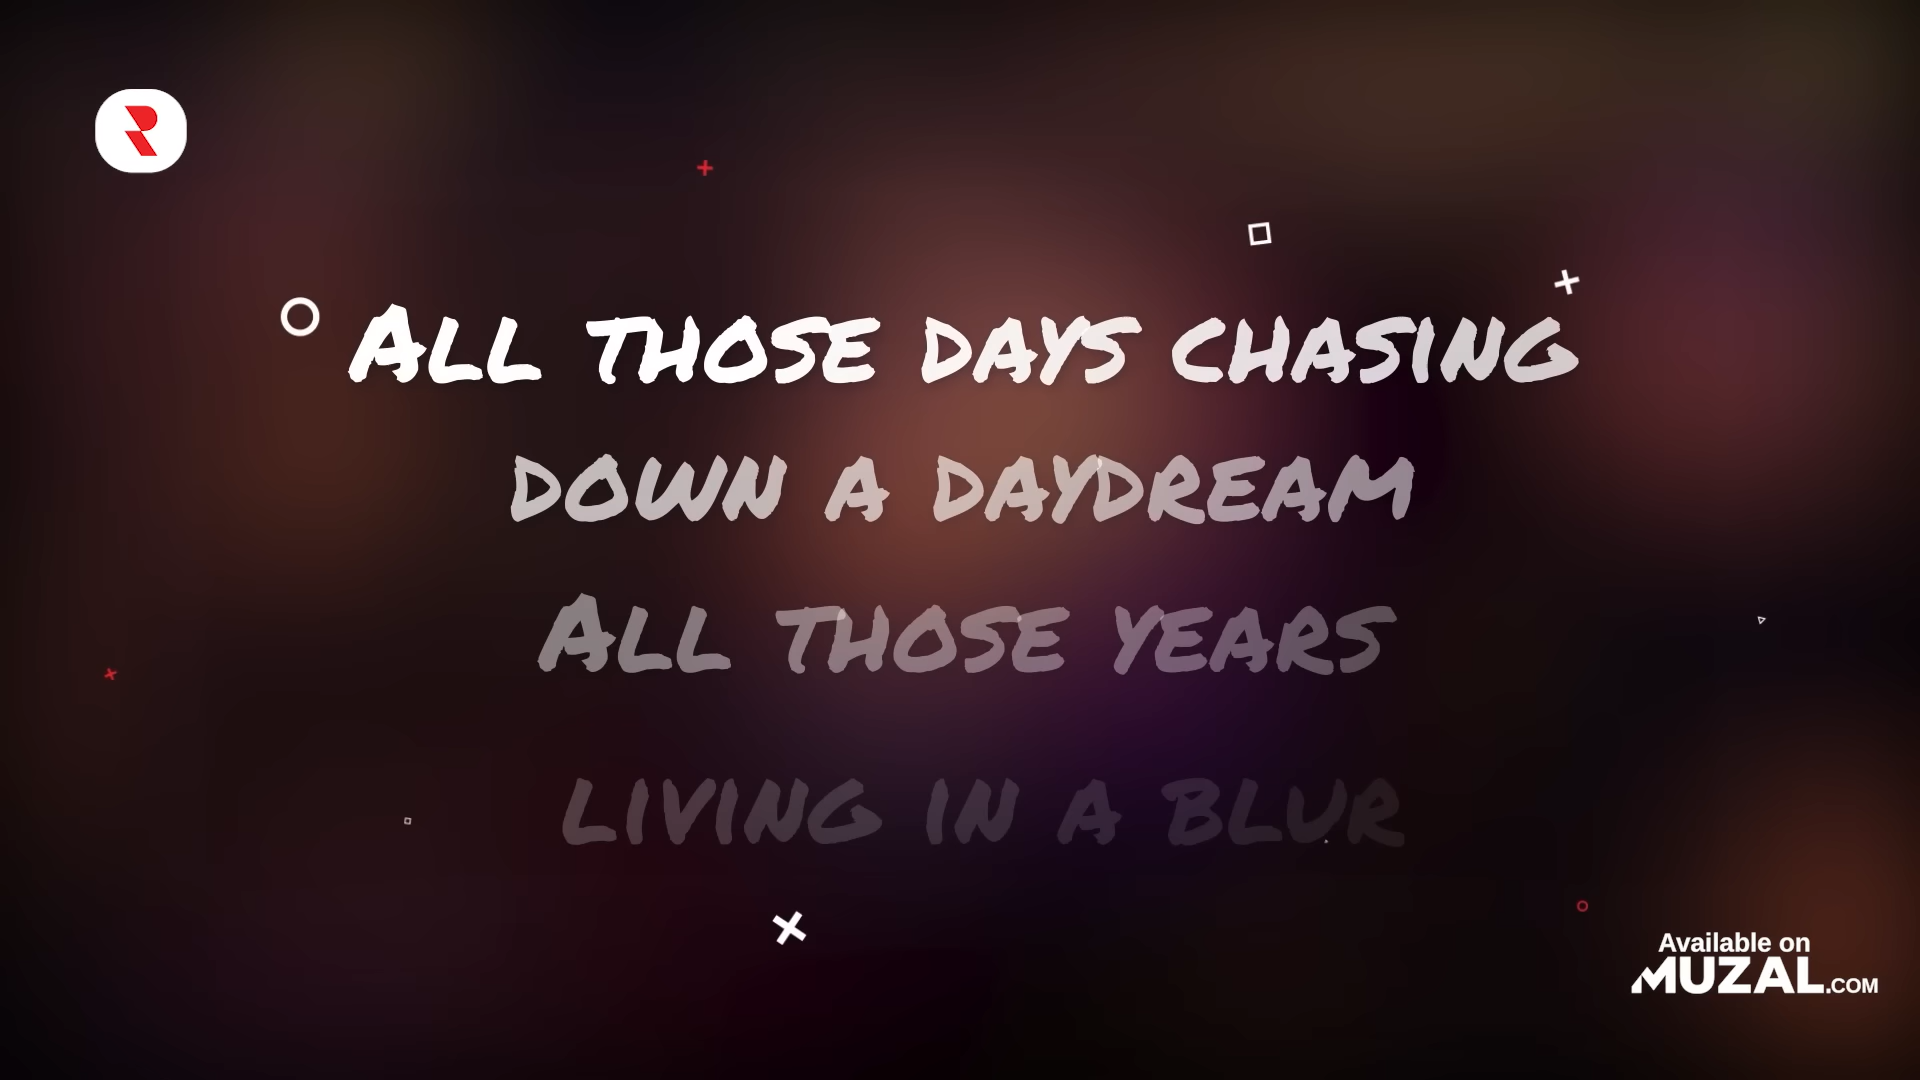 All those days chasing
down a daydream
All those years
living in a blur
Available on
MUZAL.COM